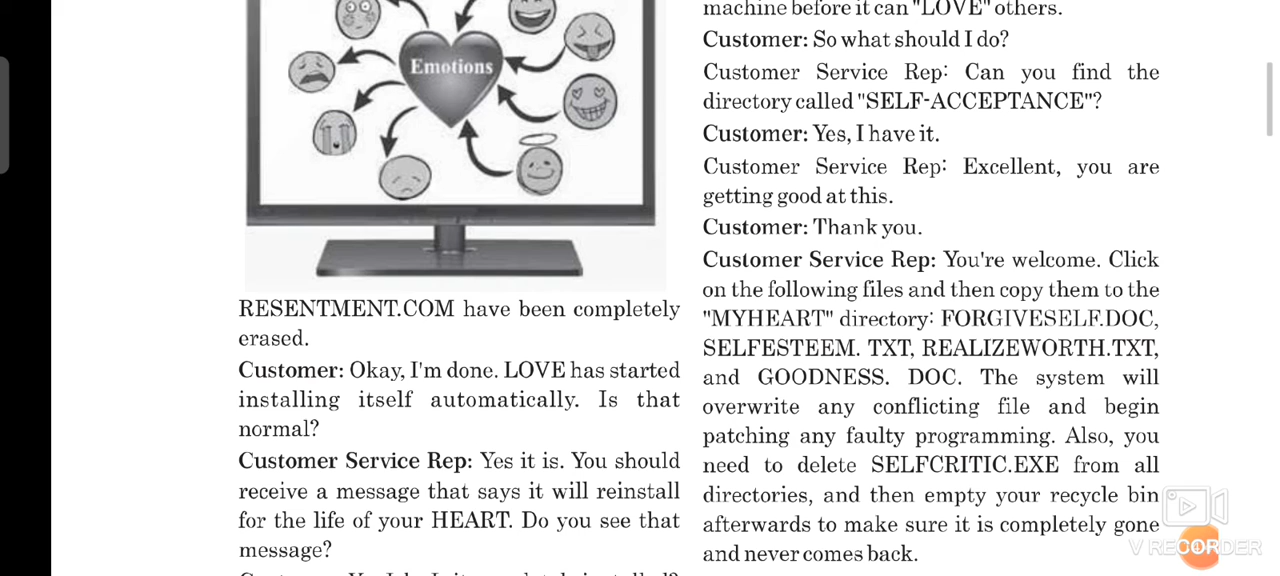 Emotions
RESENTMENT.COM have been completely
erased.
Customer: Okay, I'm done. LOVE has started
installing itself automatically. Is that
normal?
Customer Service Rep: Yes it is. You should
receive a message that says it will reinstall
for the life of your HEART. Do you see that
message?
machine before it can "LOVE" others.
Customer: So what should I do?
Customer Service Rep: Can you find the
directory called "SELF-ACCEPTANCE"?
Customer: Yes, I have it.
Customer Service Rep: Excellent, you are
getting good at this.
Customer: Thank you.
Customer Service Rep: You're welcome. Click
on the following files and then copy them to the
"MYHEART" directory: FORGIVESELF.DOC,
SELFESTEEM. TXT, REALIZEWORTH.TXT,
and GOODNESS. DOC. The system will
overwrite any conflicting file and begin
patching any faulty programming. Also, you
need to delete SELFCRITIC.EXE from all
directories, and then empty your recycle bin
afterwards to make sure it is completely gone
and never comes back.
V RECORDER